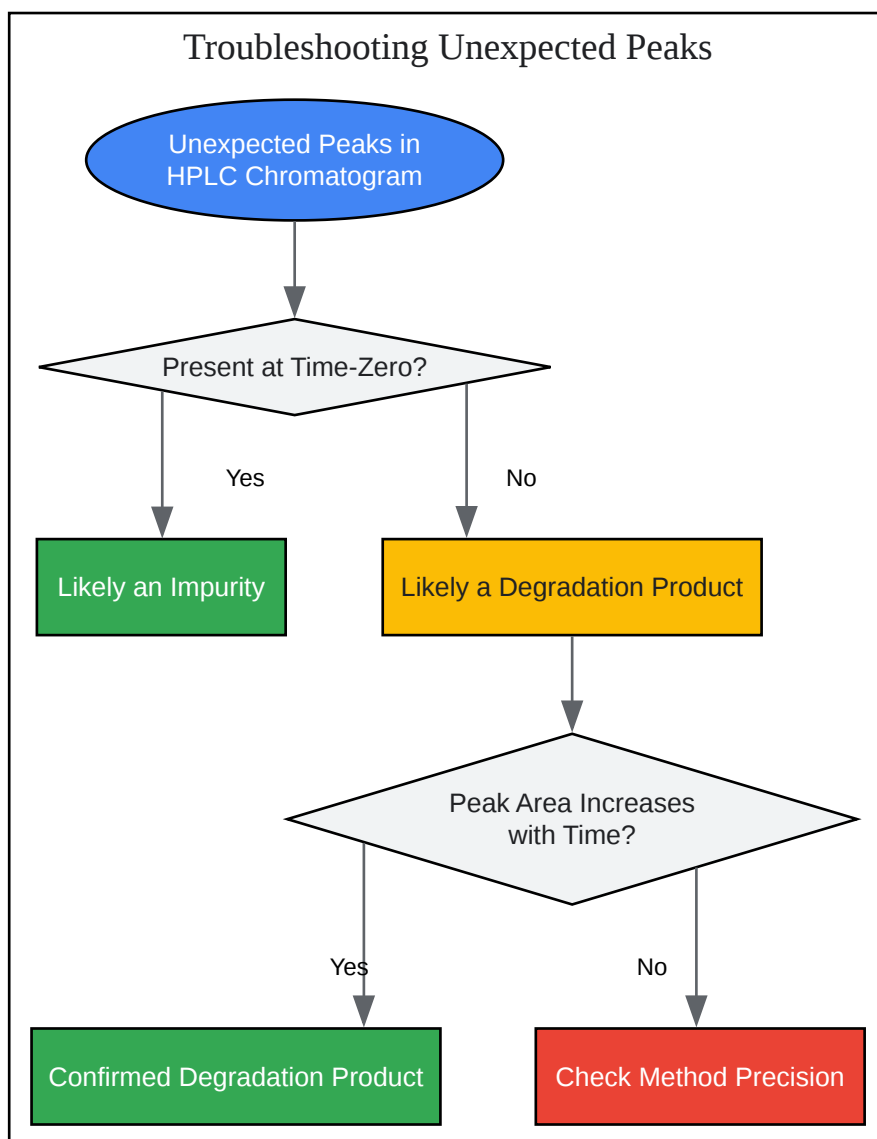 Troubleshooting Unexpected Peaks
Unexpected Peaks in
HPLC Chromatogram
Present at Time-Zero?
Yes
No
Likely an Impurity
Likely a Degradation Product
Peak Area Increases
with Time?
Yes
No
Confirmed Degradation Product
Check Method Precision